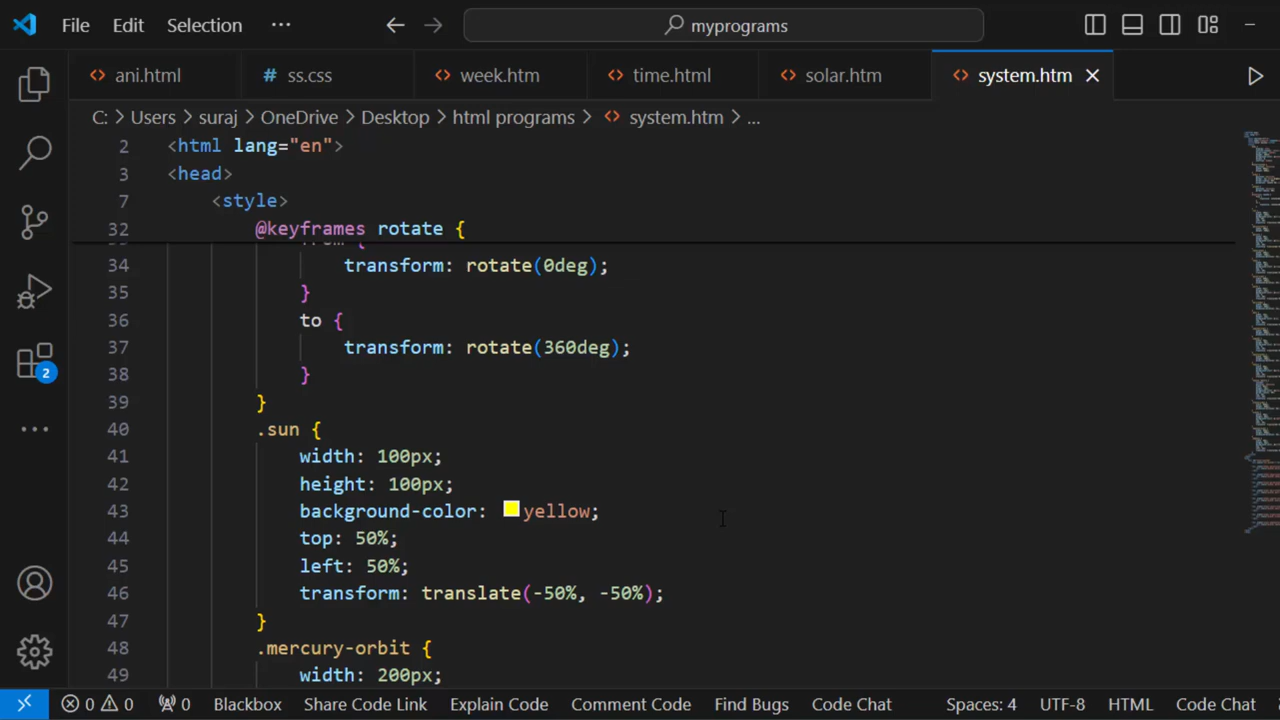 File Edit Selection ··· myprograms
ani.html # ss.css week.htm time.html solar.htm system.htm
C: > Users > suraj > OneDrive > Desktop > html programs > system.htm > ...
2 <html lang="en">
3 <head>
7 <style>
32 @keyframes rotate {
34 transform: rotate(0deg);
35 }
36 to {
37 transform: rotate(360deg);
38 }
39 }
40 .sun {
41 width: 100px;
42 height: 100px;
43 background-color: yellow;
44 top: 50%;
45 left: 50%;
46 transform: translate(-50%, -50%);
47 }
48 .mercury-orbit {
49 width: 200px;
2
0 0 0 Blackbox Share Code Link Explain Code Comment Code Find Bugs Code Chat Spaces: 4 UTF-8 HTML Code Chat